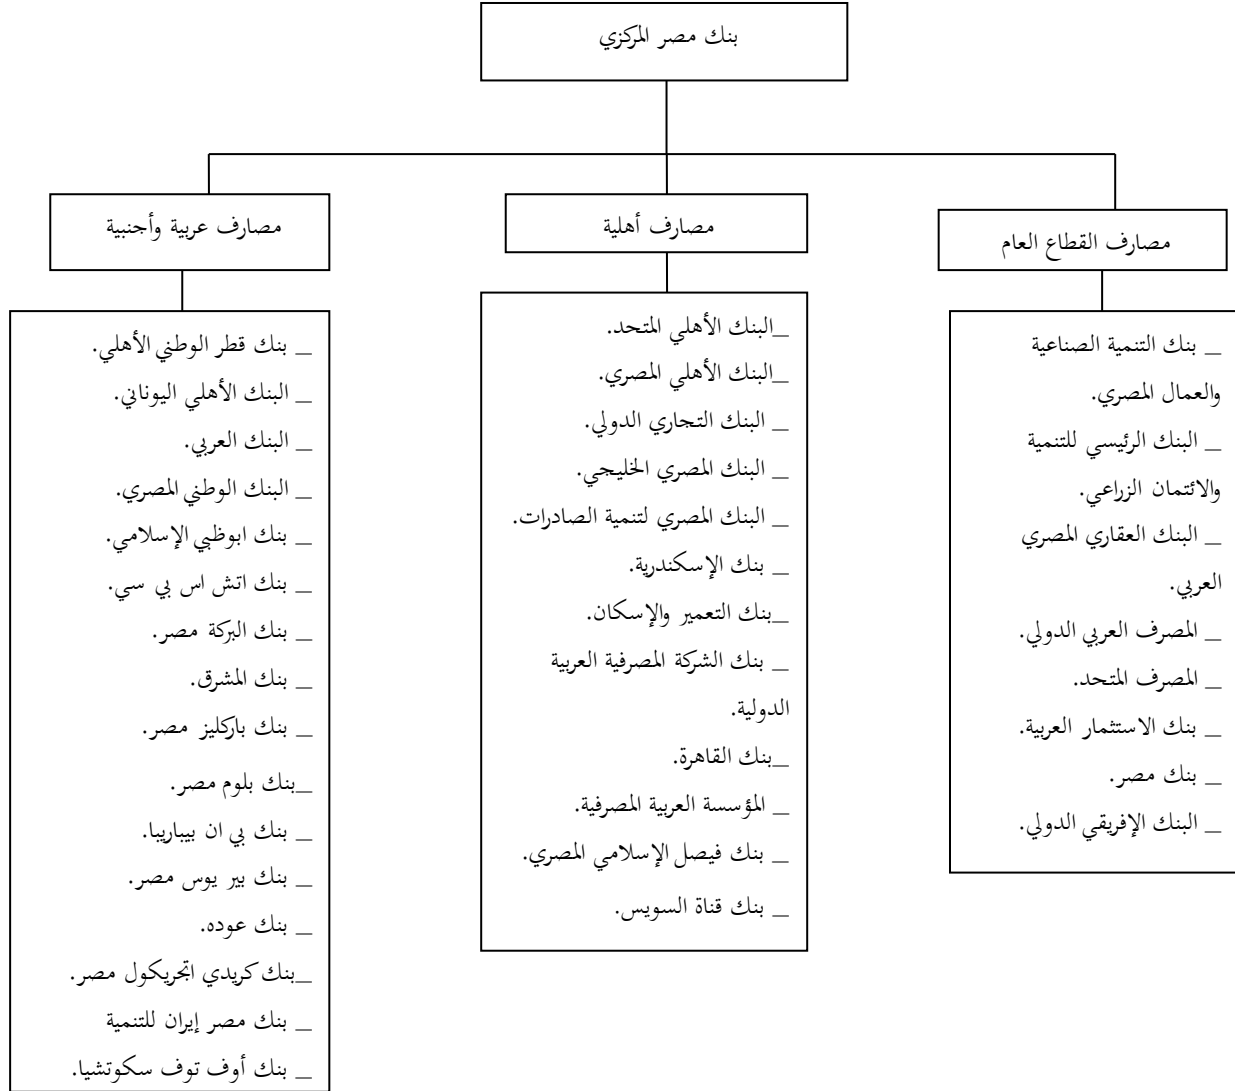 بنك مصر المركزي
مصارف القطاع العام
_ بنك التنمية الصناعية
والعمال المصري.
_ البنك الرئيسي للتنمية
والائتمان الزراعي.
_ البنك العقاري المصري
العربي.
_ المصرف العربي الدولي.
_ المصرف المتحد.
_ بنك الاستثمار العربية.
_ بنك مصر.
_ البنك الإفريقي الدولي.
مصارف أهلية
_البنك الأهلي المتحد.
_البنك الأهلي المصري.
_ البنك التجاري الدولي.
_ البنك المصري الخليجي.
_ البنك المصري لتنمية الصادرات.
_ بنك الإسكندرية.
_بنك التعمير والإسكان.
_ بنك الشركة المصرفية العربية
الدولية.
_بنك القاهرة.
_ المؤسسة العربية المصرفية.
_ بنك فيصل الإسلامي المصري.
_ بنك قناة السويس.
مصارف عربية وأجنبية
_ بنك قطر الوطني الأهلي.
_ البنك الأهلي اليوناني.
_ البنك العربي.
_ البنك الوطني المصري.
_ بنك ابوظبي الإسلامي.
_ بنك اتش اس بي سي.
_ بنك البركة مصر.
_ بنك المشرق.
_ بنك باركليز مصر.
_بنك بلوم مصر.
_ بنك بي ان بيباريبا.
_ بنك بير يوس مصر.
_ بنك عوده.
_بنك كريدي اتجريكول مصر.
_ بنك مصر إيران للتنمية
_ بنك أوف توف سكوتشيا.